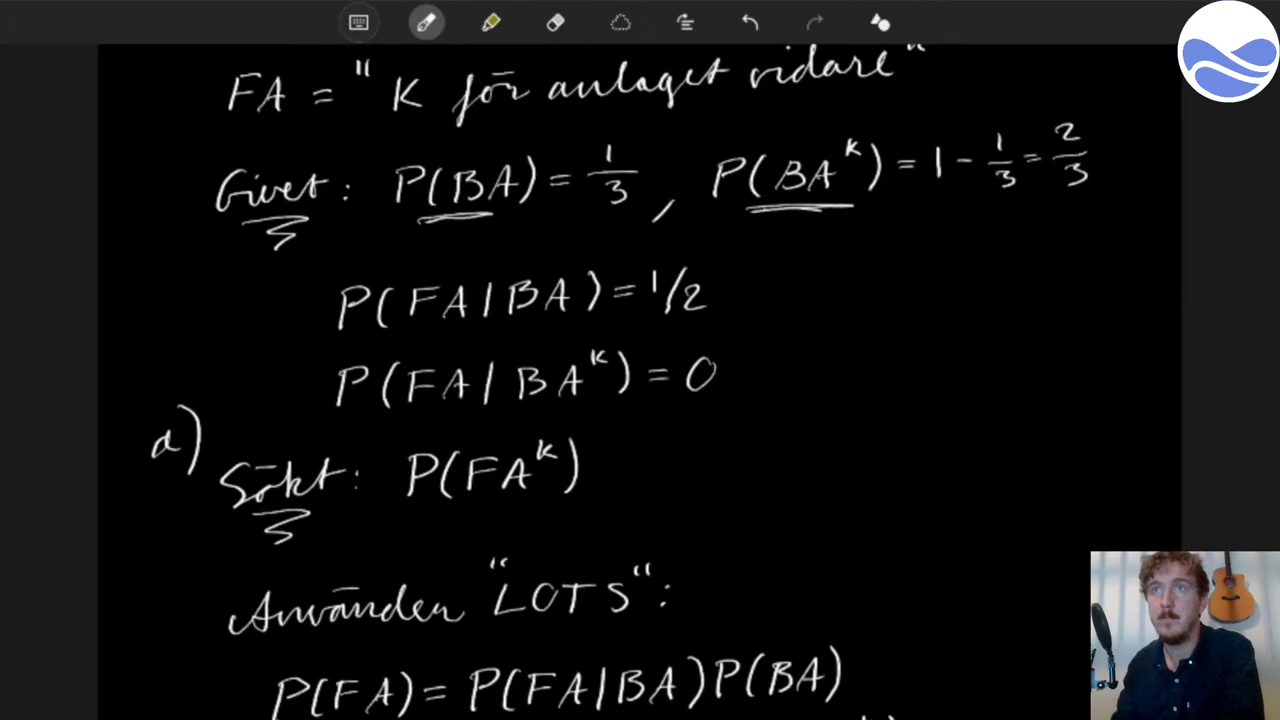 FA = "K för anlaget vidare"
Givet: P(BA) = 1/3, P(BA^k) = 1 - 1/3 = 2/3
P(FA|BA) = 1/2
P(FA|BA^k) = 0
a) Sökt: P(FA^k)
Använder "LOTS":
P(FA) = P(FA|BA)P(BA)